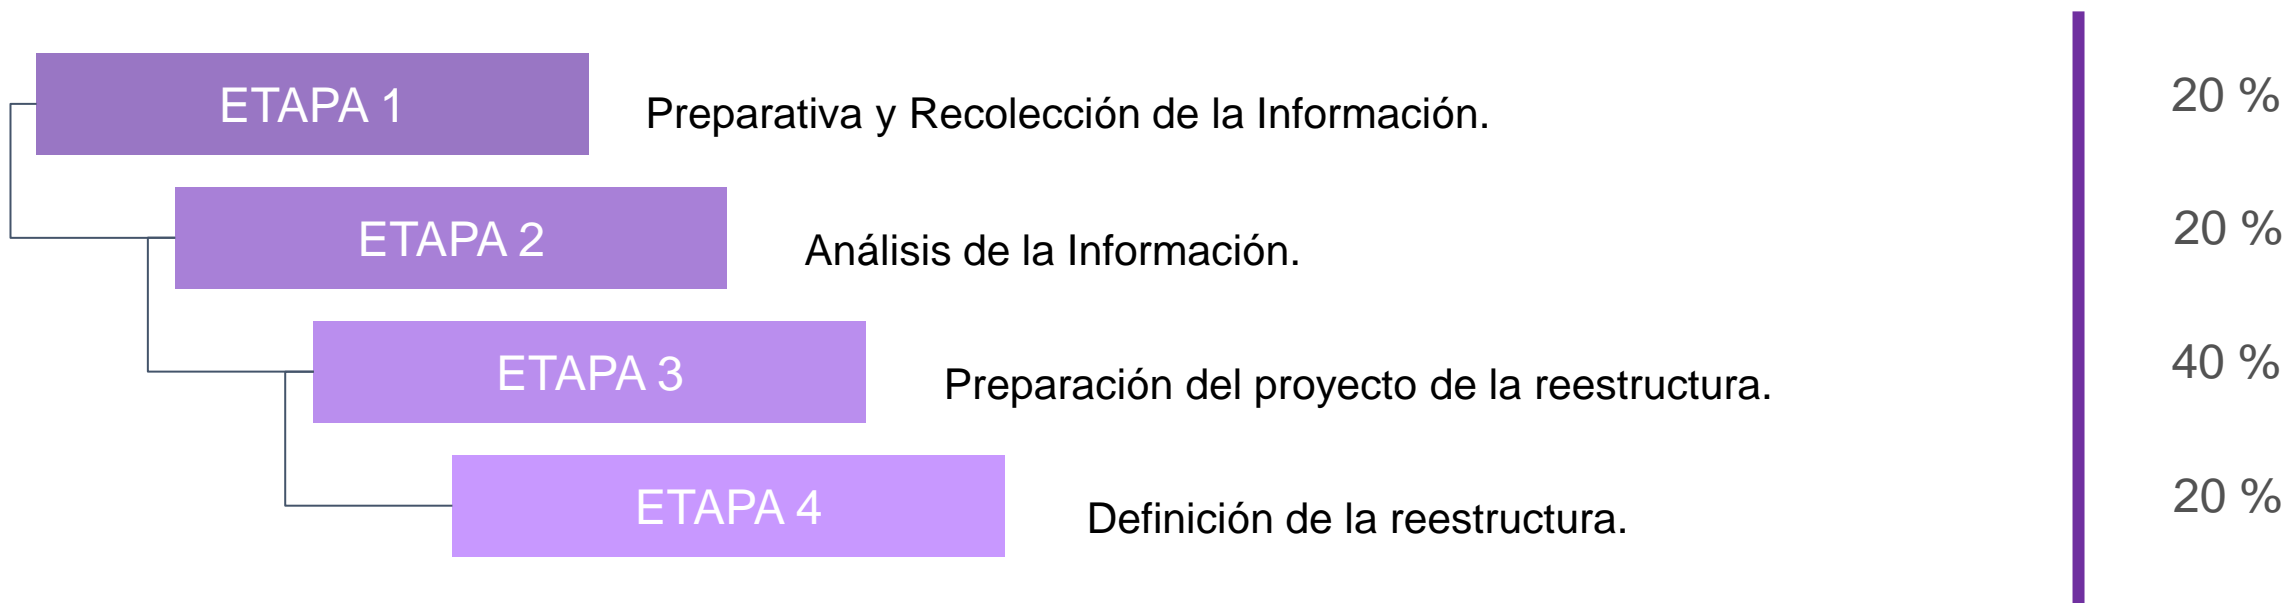 ETAPA 1 Preparativa y Recolección de la Información. 20 %
ETAPA 2 Análisis de la Información. 20 %
ETAPA 3 Preparación del proyecto de la reestructura. 40 %
ETAPA 4 Definición de la reestructura. 20 %